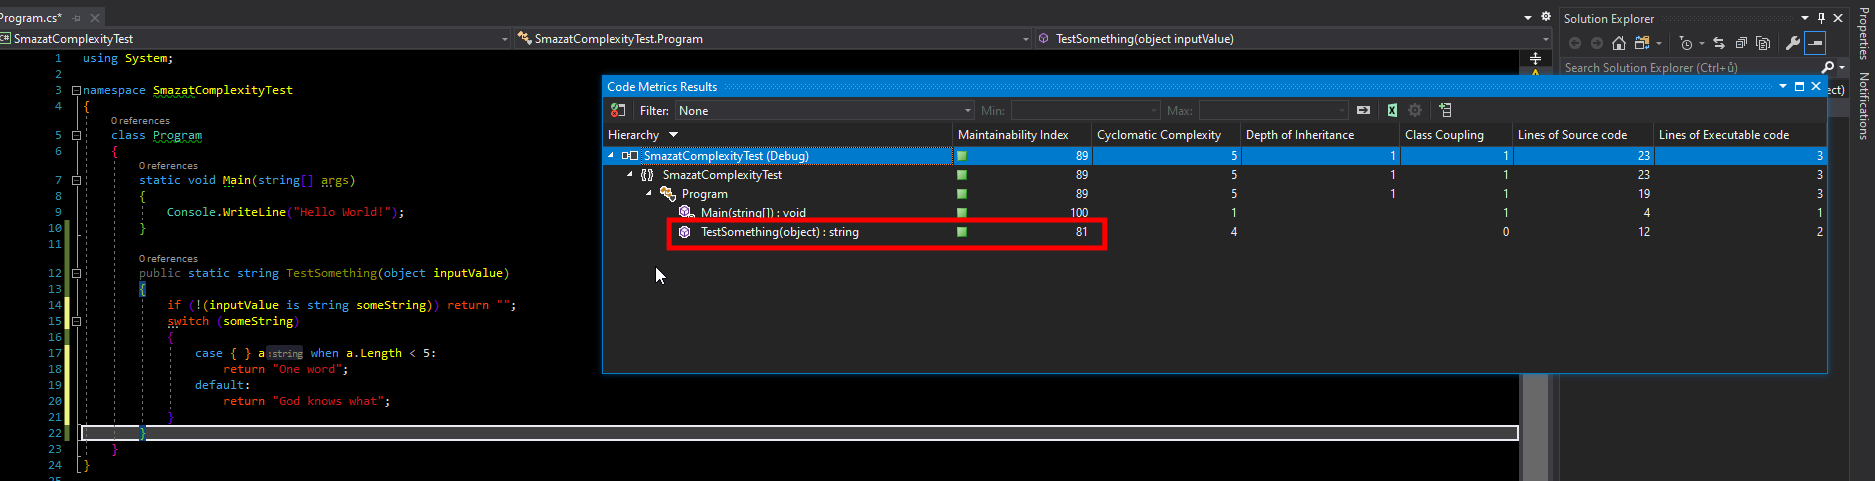 Program.cs*
Solution Explorer
C# SmazatComplexityTest
SmazatComplexityTest.Program
TestSomething(object inputValue)
Search Solution Explorer (Ctrl+ů)
Properties
Notifications
1 using System;
2
3 namespace SmazatComplexityTest
4 {
0 references
5 class Program
6 {
0 references
7 static void Main(string[] args)
8 {
9 Console.WriteLine("Hello World!");
10 }
11
0 references
12 public static string TestSomething(object inputValue)
13 {
14 if (!(inputValue is string someString)) return "";
15 switch (someString)
16 {
17 case { } a :string when a.Length < 5:
18 return "One word";
19 default:
20 return "God knows what";
21 }
22 }
23 }
24 }
25
Code Metrics Results
Filter: None Min: Max:
Hierarchy Maintainability Index Cyclomatic Complexity Depth of Inheritance Class Coupling Lines of Source code Lines of Executable code
SmazatComplexityTest (Debug) 89 5 1 1 23 3
SmazatComplexityTest 89 5 1 1 23 3
Program 89 5 1 1 19 3
Main(string[]) : void 100 1 1 4 1
TestSomething(object) : string 81 4 0 12 2
ect)